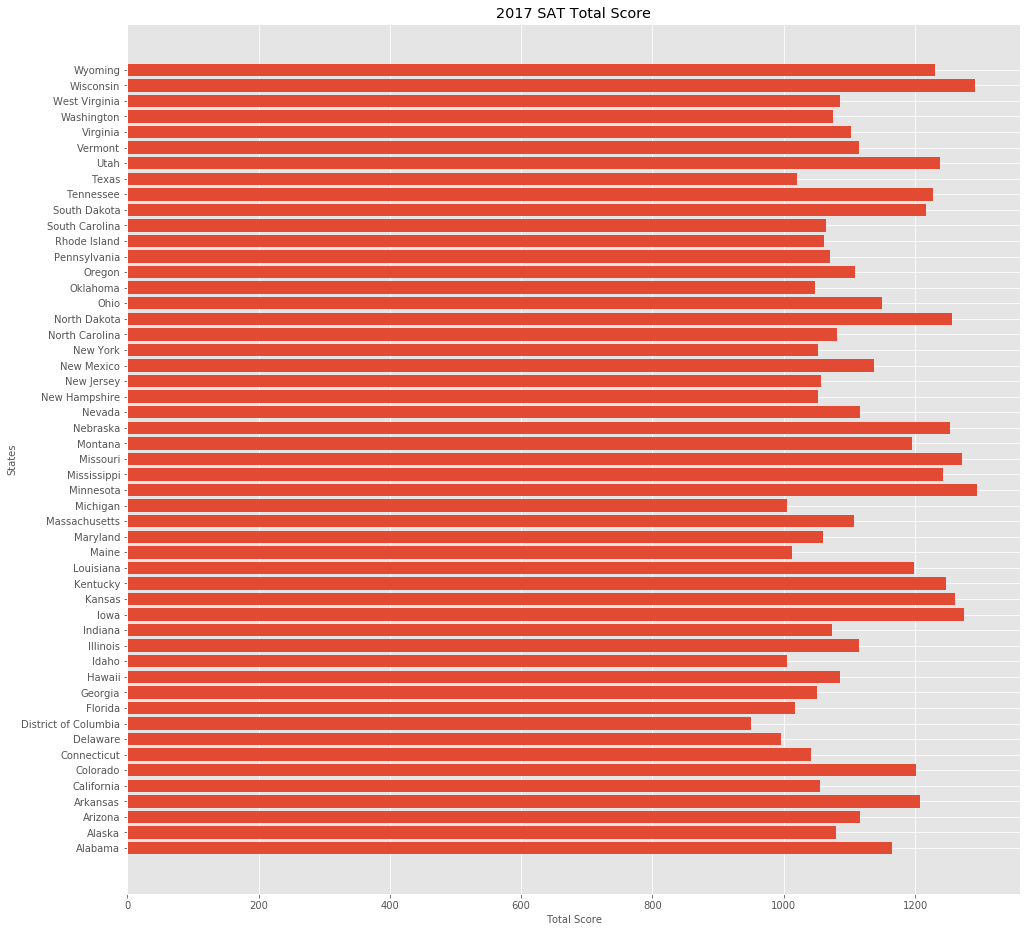 2017 SAT Total Score
Wyoming
Wisconsin
West Virginia
Washington
Virginia
Vermont
Utah
Texas
Tennessee
South Dakota
South Carolina
Rhode Island
Pennsylvania
Oregon
Oklahoma
Ohio
North Dakota
North Carolina
New York
New Mexico
New Jersey
New Hampshire
Nevada
Nebraska
Montana
Missouri
Mississippi
Minnesota
Michigan
Massachusetts
Maryland
Maine
Louisiana
Kentucky
Kansas
Iowa
Indiana
Illinois
Idaho
Hawaii
Georgia
Florida
District of Columbia
Delaware
Connecticut
Colorado
California
Arkansas
Arizona
Alaska
Alabama
States
0 200 400 600 800 1000 1200
Total Score